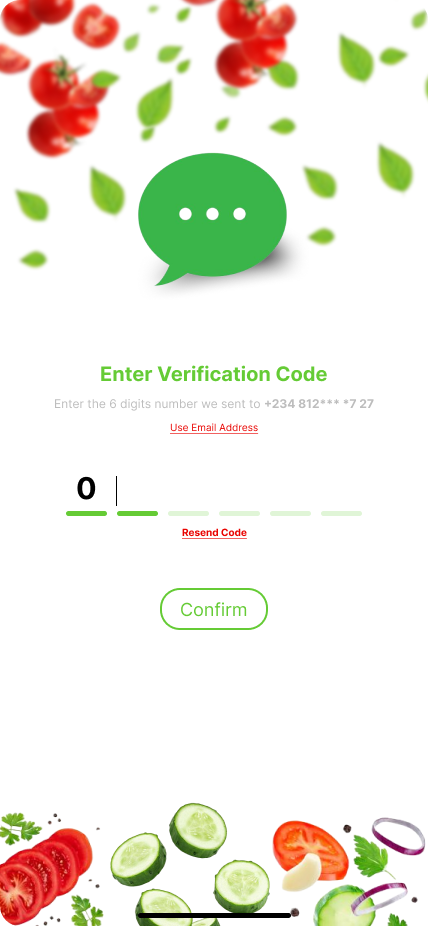 Enter Verification Code
Enter the 6 digits number we sent to +234 812*** *7 27
Use Email Address
0
Resend Code
Confirm